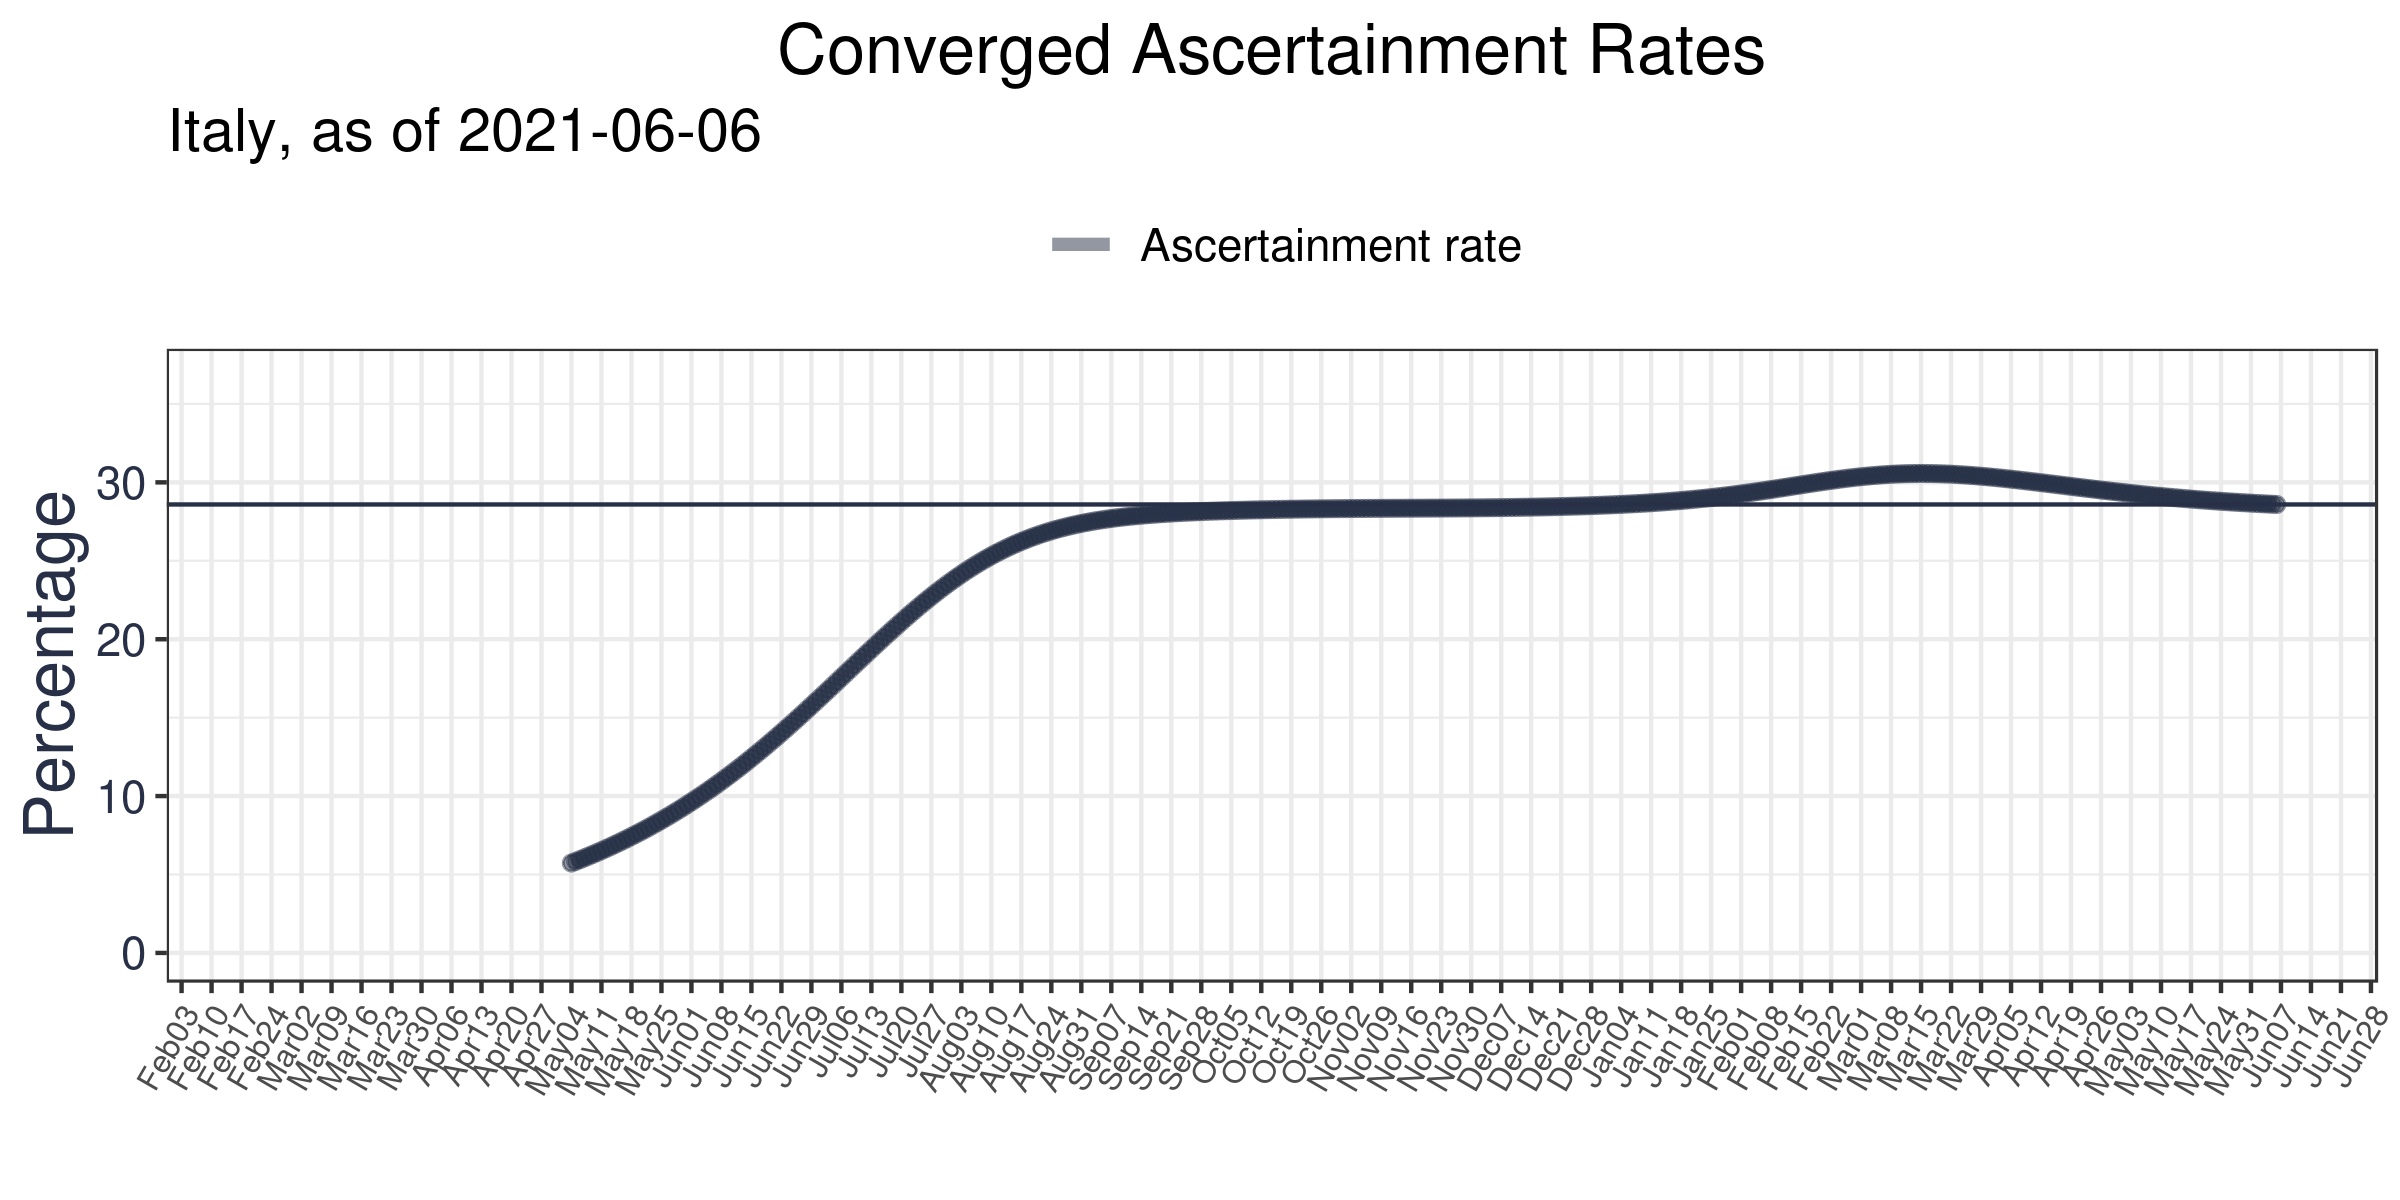 Converged Ascertainment Rates
Italy, as of 2021-06-06
Ascertainment rate
Percentage
30
20
10
0
Feb03 Feb10 Feb17 Feb24 Mar02 Mar09 Mar16 Mar23 Mar30 Apr06 Apr13 Apr20 Apr27 May04 May11 May18 May25 Jun01 Jun08 Jun15 Jun22 Jun29 Jul06 Jul13 Jul20 Jul27 Aug03 Aug10 Aug17 Aug24 Aug31 Sep07 Sep14 Sep21 Sep28 Oct05 Oct12 Oct19 Oct26 Nov02 Nov09 Nov16 Nov23 Nov30 Dec07 Dec14 Dec21 Dec28 Jan04 Jan11 Jan18 Jan25 Feb01 Feb08 Feb15 Feb22 Mar01 Mar08 Mar15 Mar22 Mar29 Apr05 Apr12 Apr19 Apr26 May03 May10 May17 May24 May31 Jun07 Jun14 Jun21 Jun28